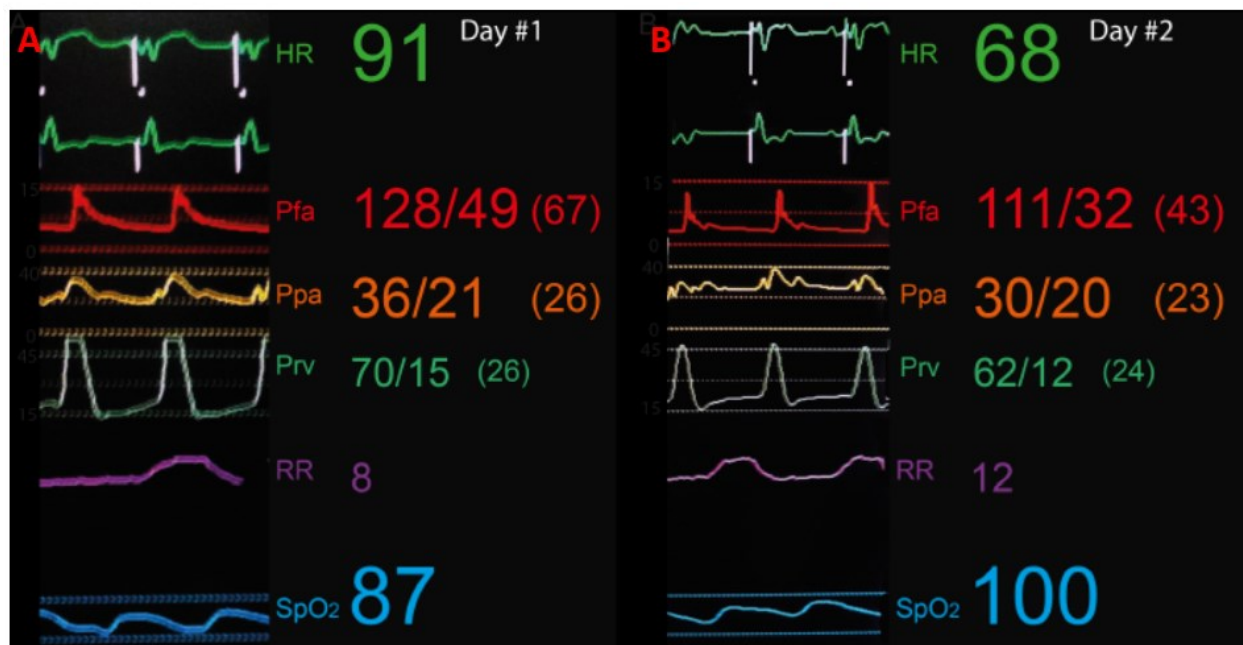 A
Day #1
HR 91
15
Pfa 128/49 (67)
0
40
Ppa 36/21 (26)
0
45
Prv 70/15 (26)
15
RR 8
SpO2 87
B
Day #2
HR 68
15
Pfa 111/32 (43)
0
40
Ppa 30/20 (23)
0
45
Prv 62/12 (24)
15
RR 12
SpO2 100